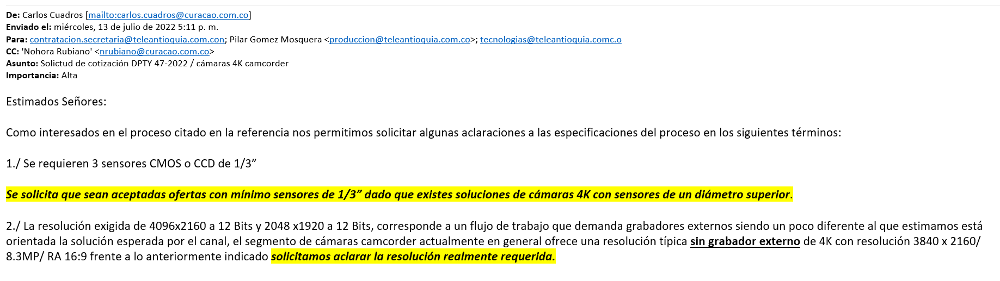 De: Carlos Cuadros [mailto:carlos.cuadros@curacao.com.co]
Enviado el: miércoles, 13 de julio de 2022 5:11 p. m.
Para: contratacion.secretaria@teleantioquia.com.con; Pilar Gomez Mosquera <produccion@teleantioquia.com.co>; tecnologias@teleantioquia.comc.o
CC: 'Nohora Rubiano' <nrubiano@curacao.com.co>
Asunto: Solictud de cotización DPTY 47-2022 / cámaras 4K camcorder
Importancia: Alta
Estimados Señores:
Como interesados en el proceso citado en la referencia nos permitimos solicitar algunas aclaraciones a las especificaciones del proceso en los siguientes términos:
1./ Se requieren 3 sensores CMOS o CCD de 1/3”
Se solicita que sean aceptadas ofertas con mínimo sensores de 1/3” dado que existes soluciones de cámaras 4K con sensores de un diámetro superior.
2./ La resolución exigida de 4096x2160 a 12 Bits y 2048 x1920 a 12 Bits, corresponde a un flujo de trabajo que demanda grabadores externos siendo un poco diferente al que estimamos está
orientada la solución esperada por el canal, el segmento de cámaras camcorder actualmente en general ofrece una resolución típica sin grabador externo de 4K con resolución 3840 x 2160/
8.3MP/ RA 16:9 frente a lo anteriormente indicado solicitamos aclarar la resolución realmente requerida.